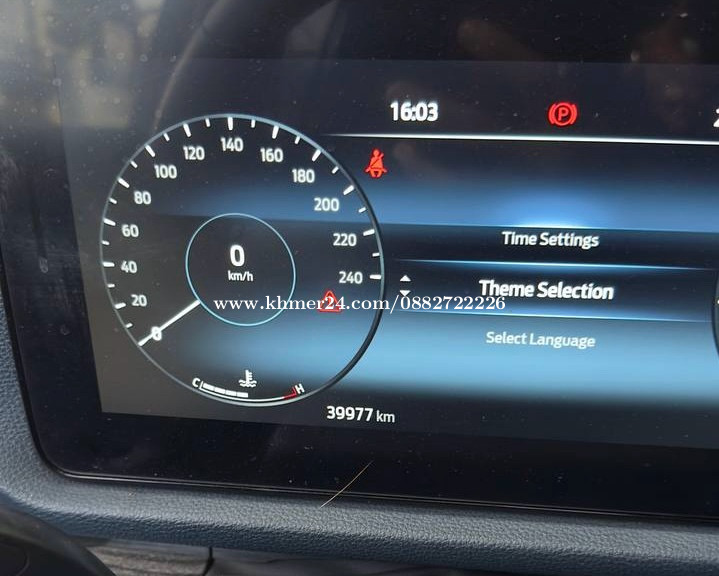 16:03
P
140
120
160
100
180
80
200
60
220
40
240
20
0
0
km/h
Time Settings
Theme Selection
Select Language
www.khmer24.com/0882722226
C
H
39977 km